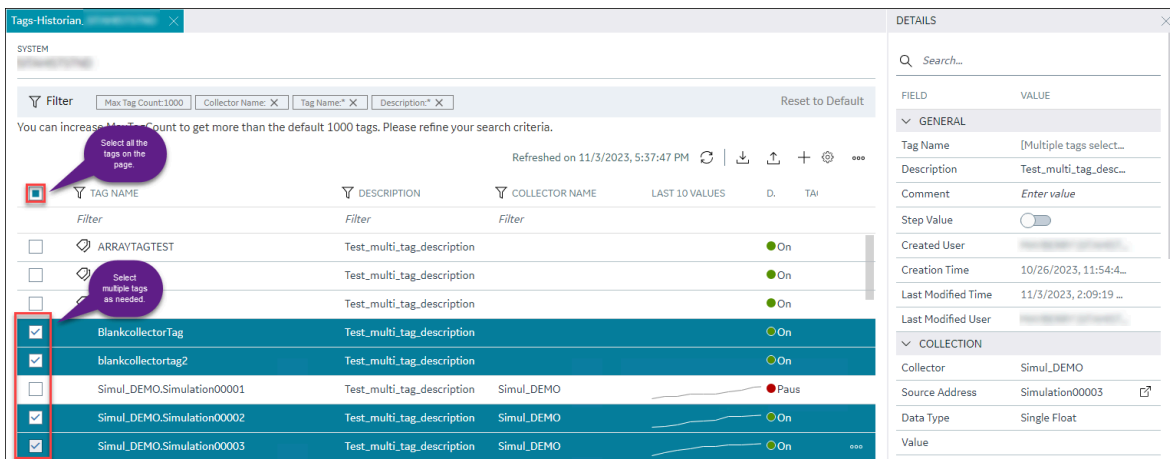 Tags-Historian_
DETAILS
SYSTEM
Search...
Filter Max Tag Count:1000 Collector Name: Tag Name:* Description:* Reset to Default
FIELD VALUE
You can increase Count to get more than the default 1000 tags. Please refine your search criteria.
GENERAL
Select all the
tags on the
page.
Refreshed on 11/3/2023, 5:37:47 PM
Tag Name [Multiple tags select...
Description Test_multi_tag_desc...
TAG NAME DESCRIPTION COLLECTOR NAME LAST 10 VALUES D.
Comment Enter value
Filter Filter Filter
Step Value
ARRAYTAGTEST Test_multi_tag_description On
Created User
Test_multi_tag_description On
Creation Time 10/26/2023, 11:54:4...
Select
multiple tags
as needed.
Test_multi_tag_description On
Last Modified Time 11/3/2023, 2:09:19 ...
Last Modified User
BlankcollectorTag Test_multi_tag_description On
COLLECTION
blankcollectortag2 Test_multi_tag_description On
Collector Simul_DEMO
Simul_DEMO.Simulation00001 Test_multi_tag_description Simul_DEMO Paus
Source Address Simulation00003
Simul_DEMO.Simulation00002 Test_multi_tag_description Simul_DEMO On
Data Type Single Float
Simul_DEMO.Simulation00003 Test_multi_tag_description Simul_DEMO On
Value